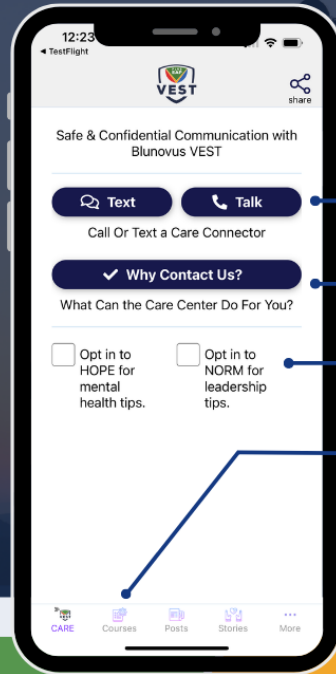 12:23
◀ TestFlight
VEST
share
Safe & Confidential Communication with
Blunovus VEST
Text
Talk
Call Or Text a Care Connector
Why Contact Us?
What Can the Care Center Do For You?
Opt in to
HOPE for
mental
health tips.
Opt in to
NORM for
leadership
tips.
CARE
Courses
Posts
Stories
More